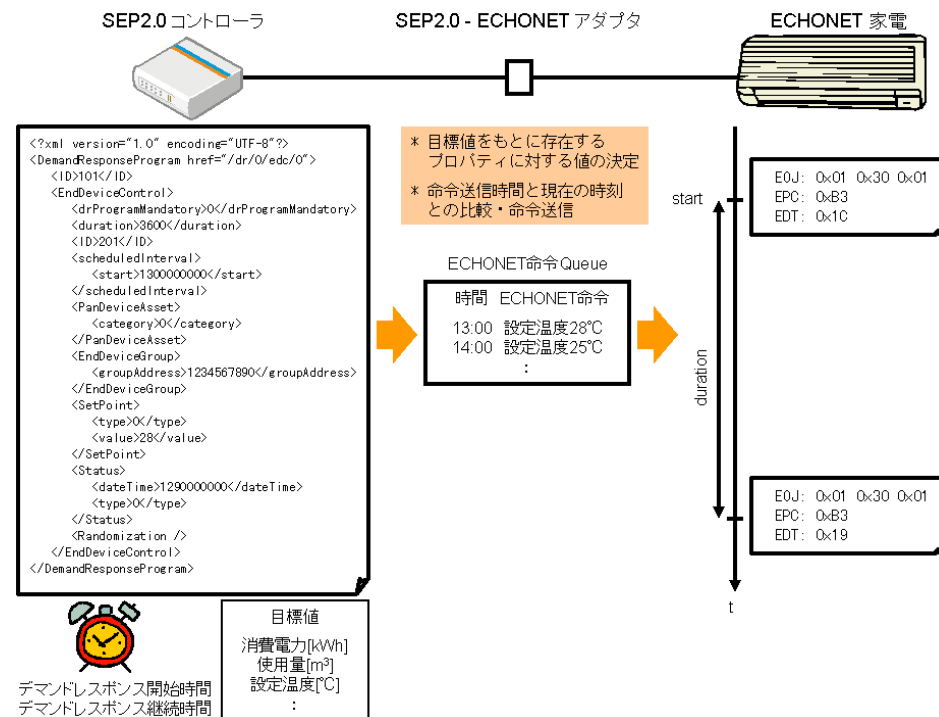 SEP2.0 コントローラ
SEP2.0 - ECHONET アダプタ
ECHONET 家電
<?xml version="1.0" encoding="UTF-8"?>
<DemandResponseProgram href="/dr/0/edc/0">
<ID>101</ID>
<EndDeviceControl>
<drProgramMandatory>0</drProgramMandatory>
<duration>3600</duration>
<ID>201</ID>
<scheduledInterval>
<start>1300000000</start>
</scheduledInterval>
<PanDeviceAsset>
<category>0</category>
</PanDeviceAsset>
<EndDeviceGroup>
<groupAddress>1234567890</groupAddress>
</EndDeviceGroup>
<SetPoint>
<type>0</type>
<value>28</value>
</SetPoint>
<Status>
<dateTime>1290000000</dateTime>
<type>0</type>
</Status>
<Randomization />
</EndDeviceControl>
</DemandResponseProgram>
デマンドレスポンス開始時間
デマンドレスポンス継続時間
目標値
消費電力[kWh]
使用量[m³]
設定温度[℃]
:
* 目標値をもとに存在する
プロパティに対する値の決定
* 命令送信時間と現在の時刻
との比較・命令送信
ECHONET命令Queue
時間 ECHONET命令
13:00 設定温度28℃
14:00 設定温度25℃
:
start
duration
t
EOJ: 0x01 0x30 0x01
EPC: 0xB3
EDT: 0x1C
EOJ: 0x01 0x30 0x01
EPC: 0xB3
EDT: 0x19